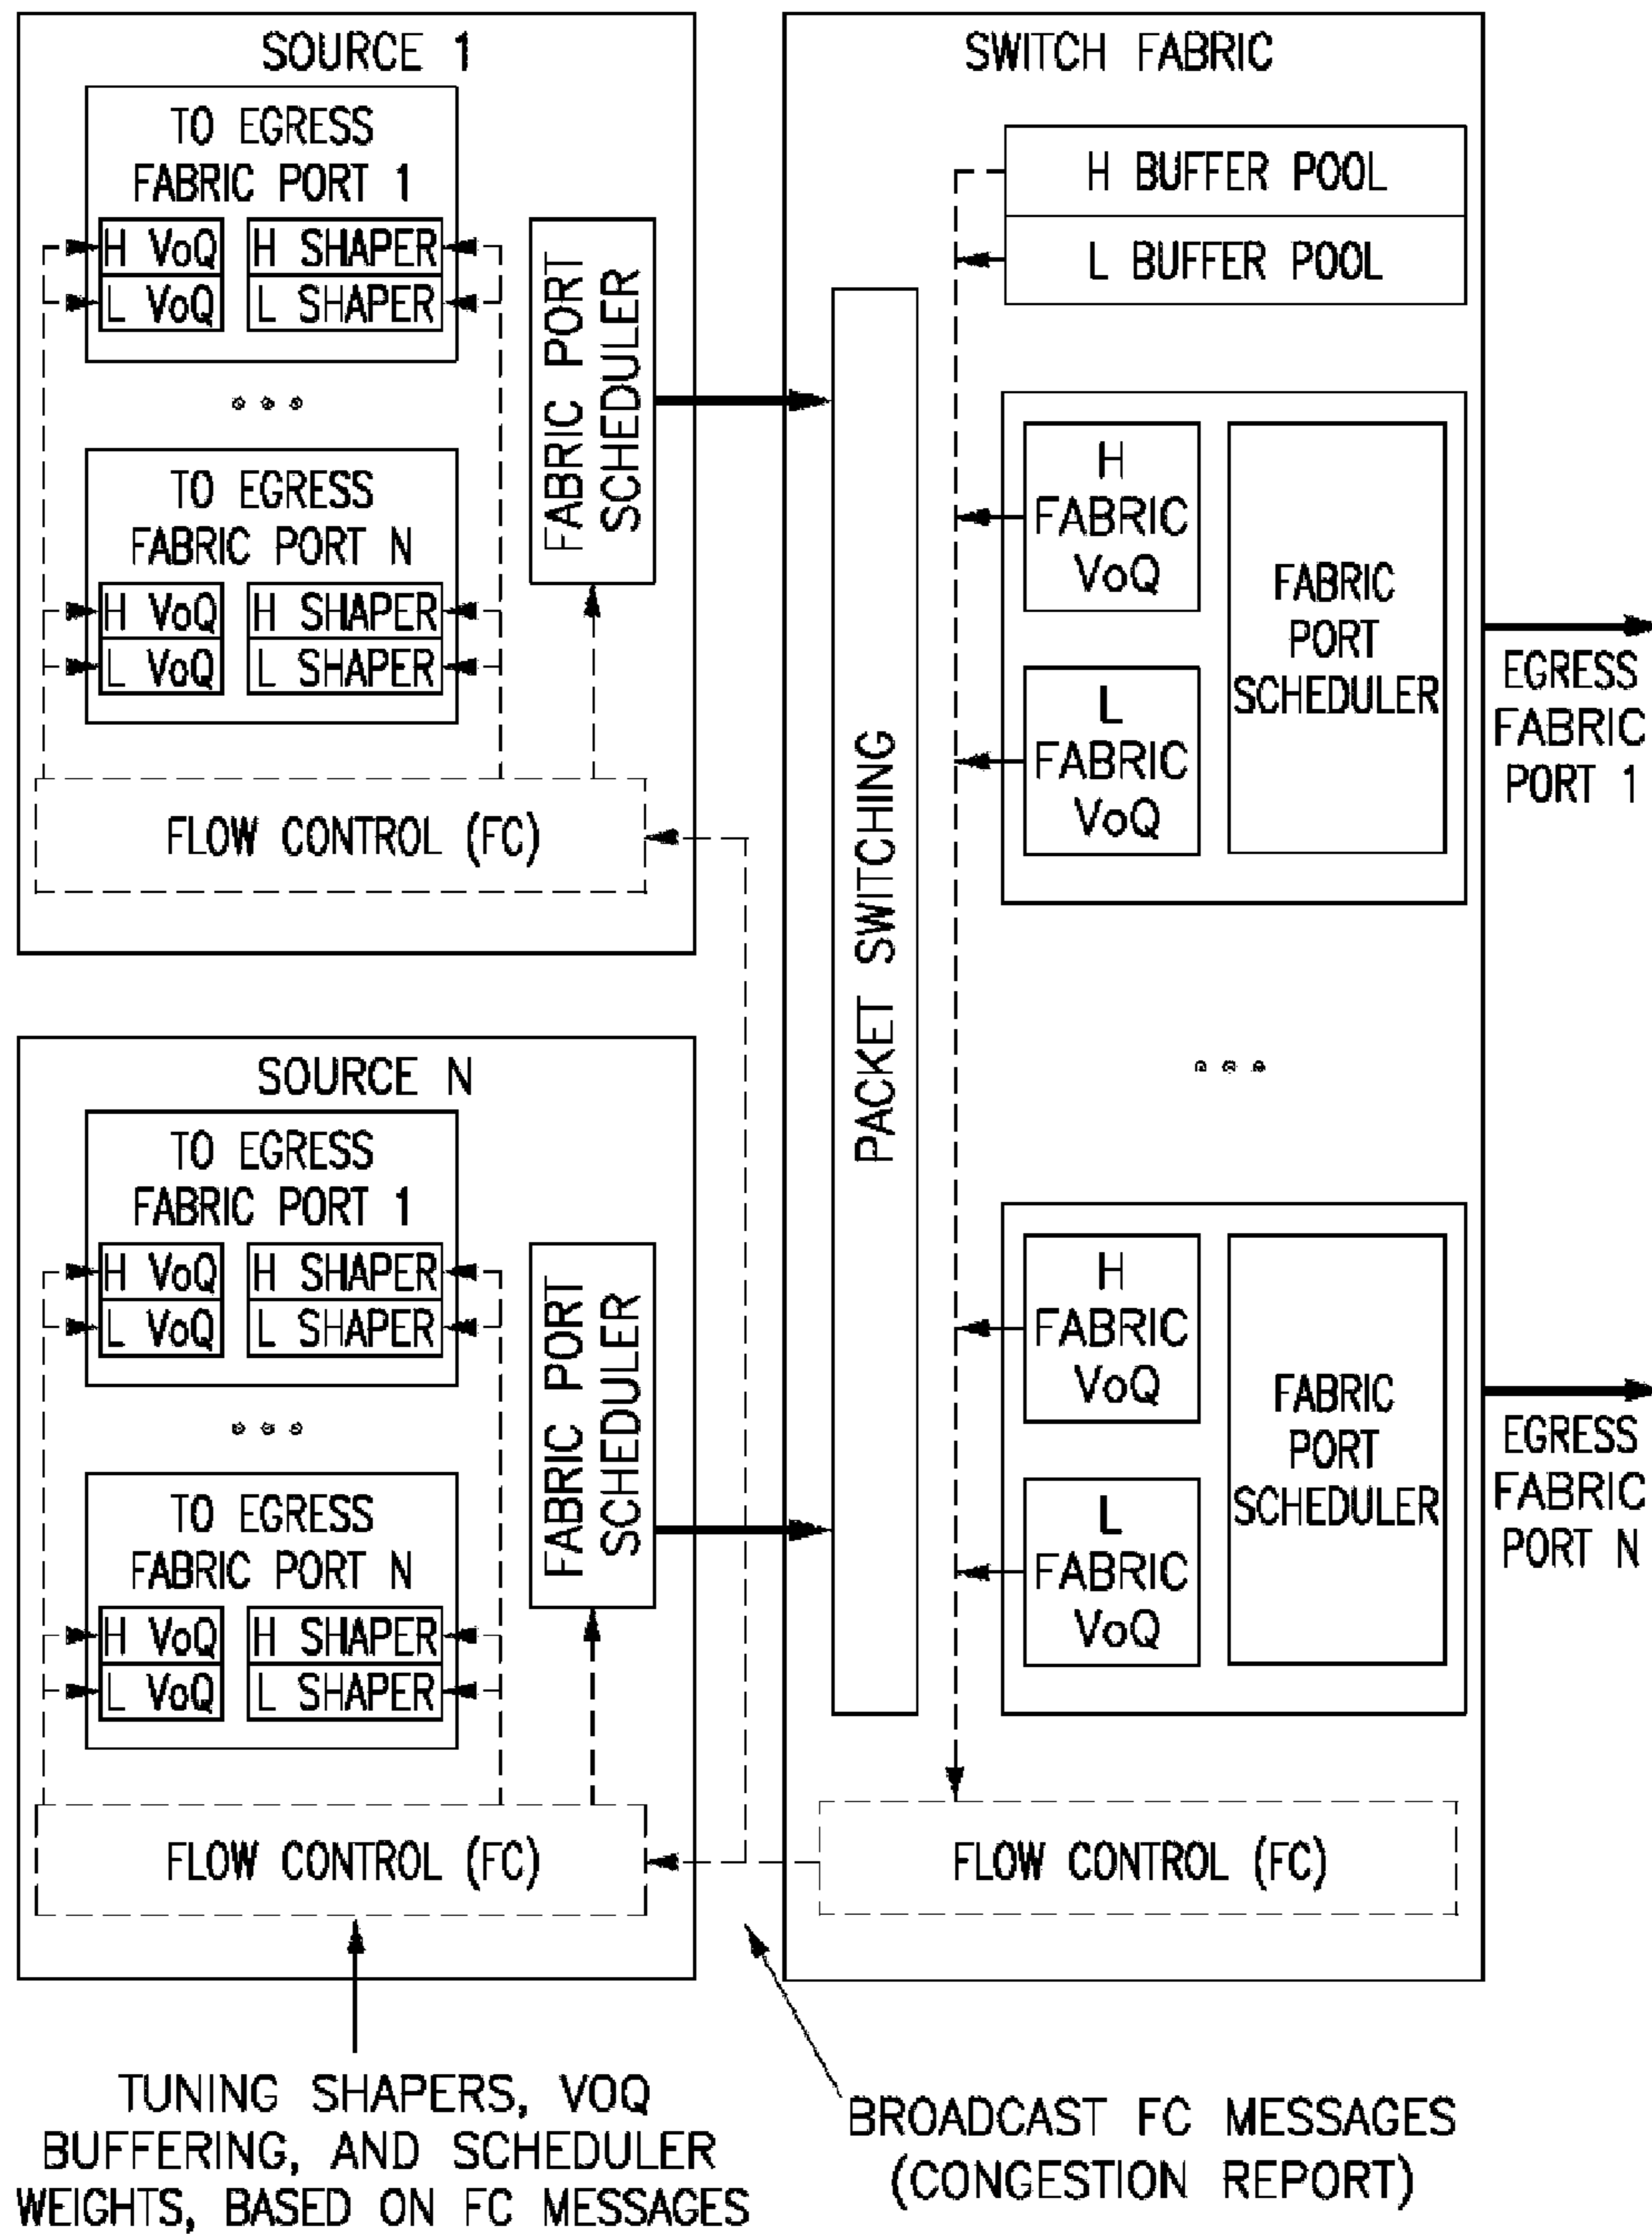 SOURCE 1
TO EGRESS
FABRIC PORT 1
H VoQ
H SHAPER
L VoQ
L SHAPER
TO EGRESS
FABRIC PORT N
H VoQ
H SHAPER
L VoQ
L SHAPER
FABRIC PORT
SCHEDULER
FLOW CONTROL (FC)
SOURCE N
TO EGRESS
FABRIC PORT 1
H VoQ
H SHAPER
L VoQ
L SHAPER
TO EGRESS
FABRIC PORT N
H VoQ
H SHAPER
L VoQ
L SHAPER
FABRIC PORT
SCHEDULER
FLOW CONTROL (FC)
SWITCH FABRIC
H BUFFER POOL
L BUFFER POOL
PACKET SWITCHING
H
FABRIC
VoQ
L
FABRIC
VoQ
FABRIC
PORT
SCHEDULER
EGRESS
FABRIC
PORT 1
H
FABRIC
VoQ
L
FABRIC
VoQ
FABRIC
PORT
SCHEDULER
EGRESS
FABRIC
PORT N
FLOW CONTROL (FC)
TUNING SHAPERS, VOQ
BUFFERING, AND SCHEDULER
WEIGHTS, BASED ON FC MESSAGES
BROADCAST FC MESSAGES
(CONGESTION REPORT)